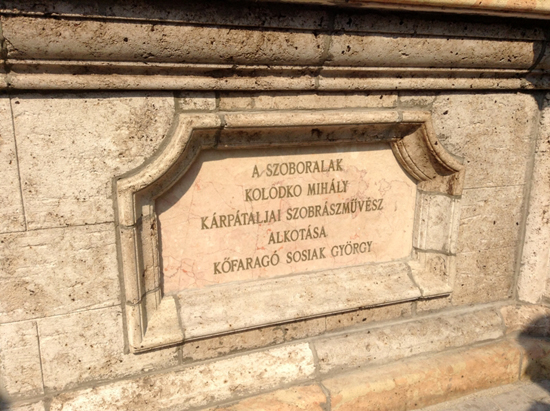 A SZOBORALAK
KOLODKO MIHÁLY
KÁRPÁTALJAI SZOBRÁSZMŰVÉSZ
ALKOTÁSA
KŐFARAGÓ SOSIAK GYÖRGY